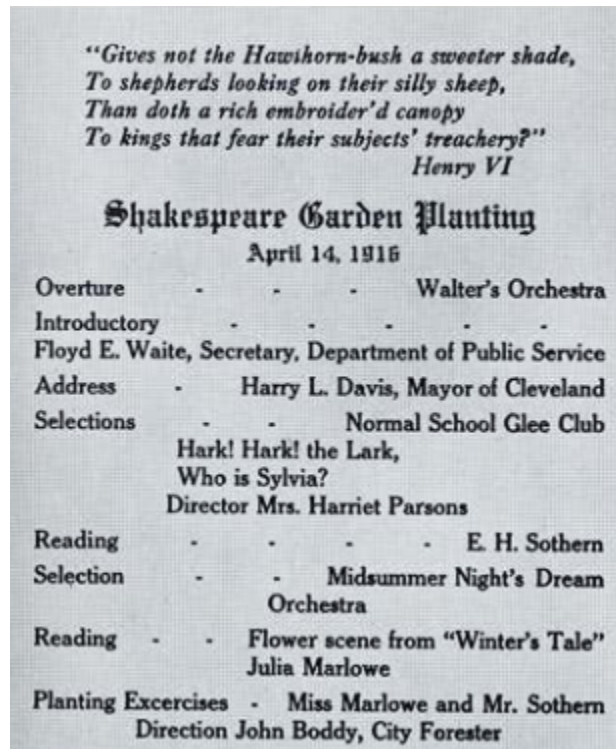 "Gives not the Hawthorn-bush a sweeter shade,
To shepherds looking on their silly sheep,
Than doth a rich embroider'd canopy
To kings that fear their subjects' treachery?"
Henry VI
Shakespeare Garden Planting
April 14, 1916
Overture - - - Walter's Orchestra
Introductory - - - - -
Floyd E. Waite, Secretary, Department of Public Service
Address - Harry L. Davis, Mayor of Cleveland
Selections - - Normal School Glee Club
Hark! Hark! the Lark,
Who is Sylvia?
Director Mrs. Harriet Parsons
Reading - - - - E. H. Sothern
Selection - - Midsummer Night's Dream
Orchestra
Reading - - Flower scene from "Winter's Tale"
Julia Marlowe
Planting Excercises - Miss Marlowe and Mr. Sothern
Direction John Boddy, City Forester